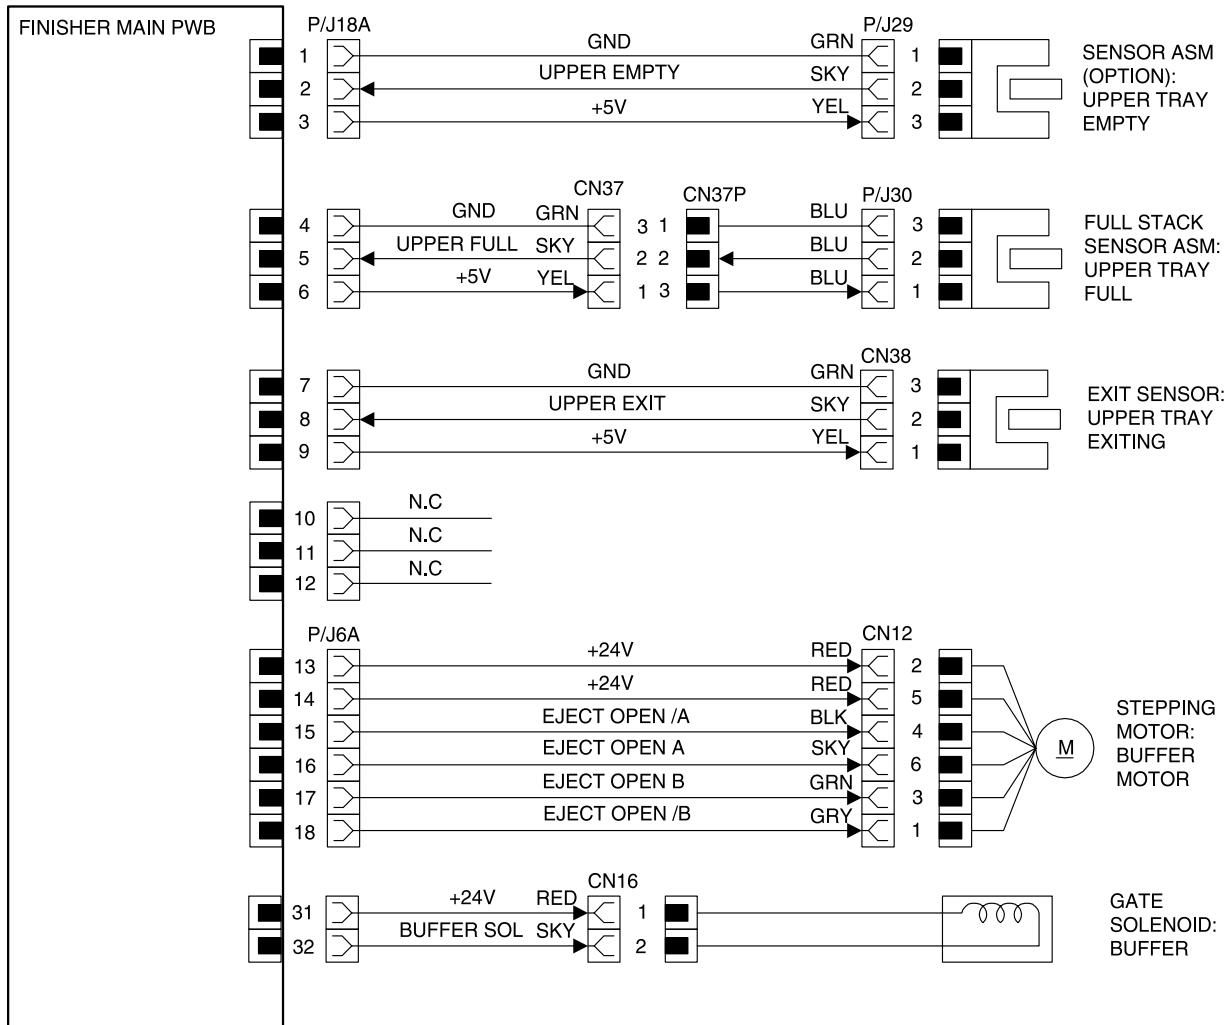 FINISHER MAIN PWB
P/J18A P/J29
1 GND GRN 1
2 UPPER EMPTY SKY 2
3 +5V YEL 3
SENSOR ASM
(OPTION):
UPPER TRAY
EMPTY
CN37 CN37P P/J30
4 GND GRN 3 1 BLU 3
5 UPPER FULL SKY 2 2 BLU 2
6 +5V YEL 1 3 BLU 1
FULL STACK
SENSOR ASM:
UPPER TRAY
FULL
CN38
7 GND GRN 3
8 UPPER EXIT SKY 2
9 +5V YEL 1
EXIT SENSOR:
UPPER TRAY
EXITING
10 N.C
11 N.C
12 N.C
P/J6A CN12
13 +24V RED 2
14 +24V RED 5
15 EJECT OPEN /A BLK 4
16 EJECT OPEN A SKY 6
17 EJECT OPEN B GRN 3
18 EJECT OPEN /B GRY 1
M
STEPPING
MOTOR:
BUFFER
MOTOR
CN16
31 +24V RED 1
32 BUFFER SOL SKY 2
GATE
SOLENOID:
BUFFER